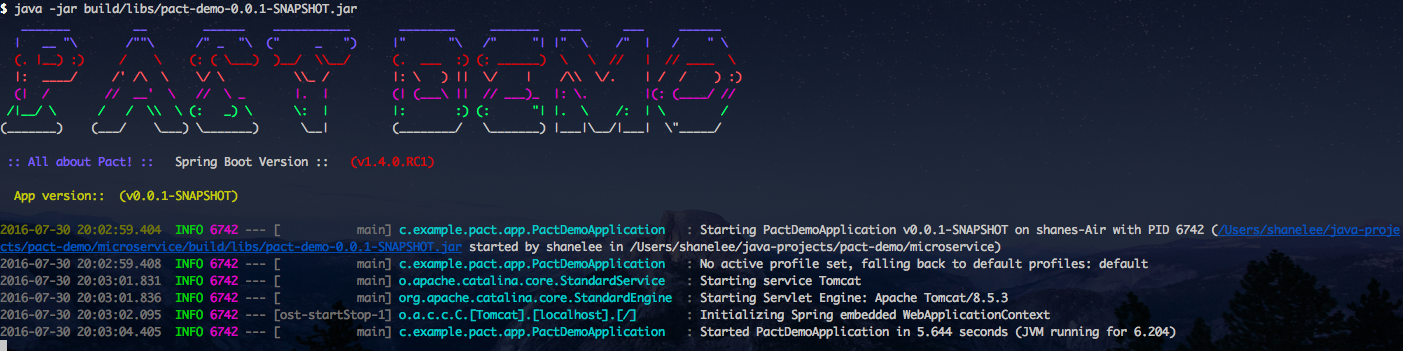 $ java -jar build/libs/pact-demo-0.0.1-SNAPSHOT.jar
PACT DEMO
:: All about Pact! ::   Spring Boot Version ::   (v1.4.0.RC1)
App version::  (v0.0.1-SNAPSHOT)
2016-07-30 20:02:59.404  INFO 6742 --- [           main] c.example.pact.app.PactDemoApplication   : Starting PactDemoApplication v0.0.1-SNAPSHOT on shanes-Air with PID 6742 (/Users/shanelee/java-proje
cts/pact-demo/microservice/build/libs/pact-demo-0.0.1-SNAPSHOT.jar started by shanelee in /Users/shanelee/java-projects/pact-demo/microservice)
2016-07-30 20:02:59.408  INFO 6742 --- [           main] c.example.pact.app.PactDemoApplication   : No active profile set, falling back to default profiles: default
2016-07-30 20:03:01.831  INFO 6742 --- [           main] o.apache.catalina.core.StandardService   : Starting service Tomcat
2016-07-30 20:03:01.836  INFO 6742 --- [           main] org.apache.catalina.core.StandardEngine  : Starting Servlet Engine: Apache Tomcat/8.5.3
2016-07-30 20:03:02.095  INFO 6742 --- [ost-startStop-1] o.a.c.c.C.[Tomcat].[localhost].[/]       : Initializing Spring embedded WebApplicationContext
2016-07-30 20:03:04.405  INFO 6742 --- [           main] c.example.pact.app.PactDemoApplication   : Started PactDemoApplication in 5.644 seconds (JVM running for 6.204)